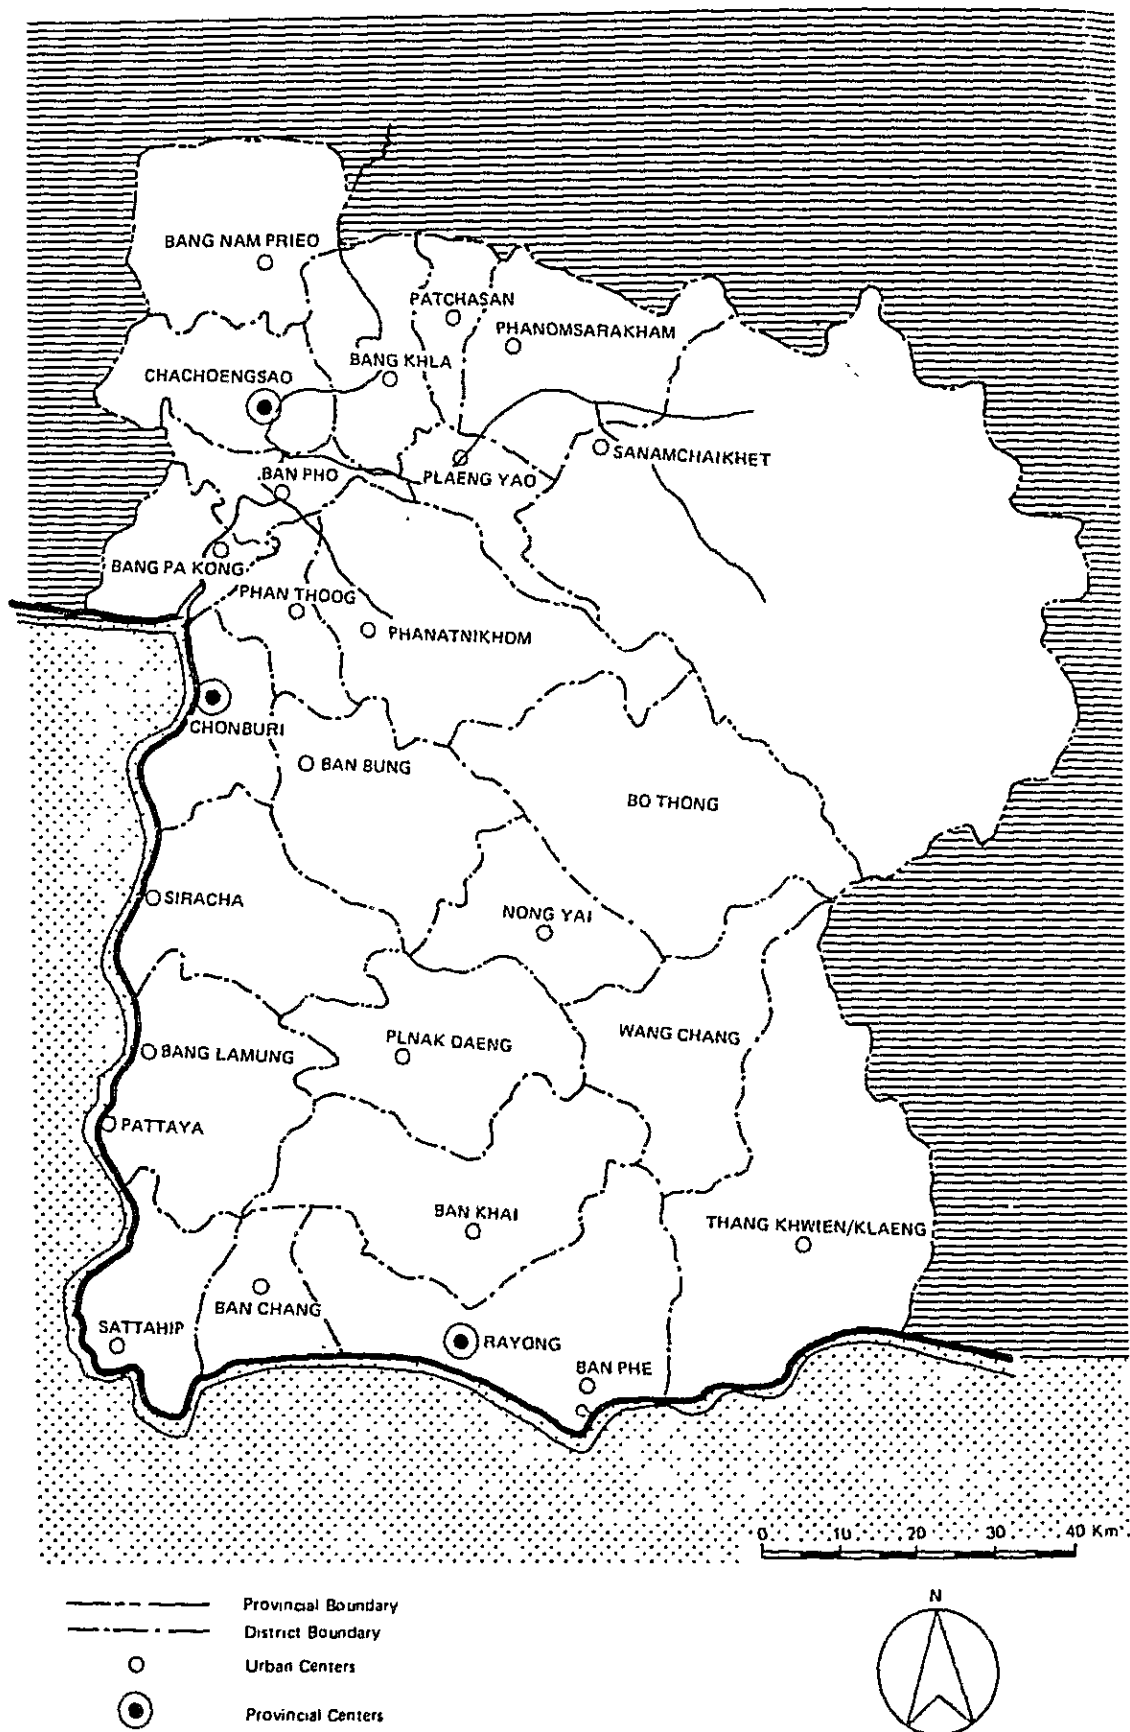 BANG NAM PRIEO
PATCHASAN
PHANOMSARAKHAM
BANG KHLA
CHACHOENGSAO
SANAMCHAIKHET
BAN PHO
PLAENG YAO
BANG PA KONG
PHAN THOOG
PHANATNIKHOM
CHONBURI
BAN BUNG
BO THONG
SIRACHA
NONG YAI
WANG CHANG
PLNAK DAENG
BANG LAMUNG
PATTAYA
BAN KHAI
THANG KHWIEN/KLAENG
BAN CHANG
SATTAHIP
RAYONG
BAN PHE
0 10 20 30 40 Km.
N
Provincial Boundary
District Boundary
Urban Centers
Provincial Centers